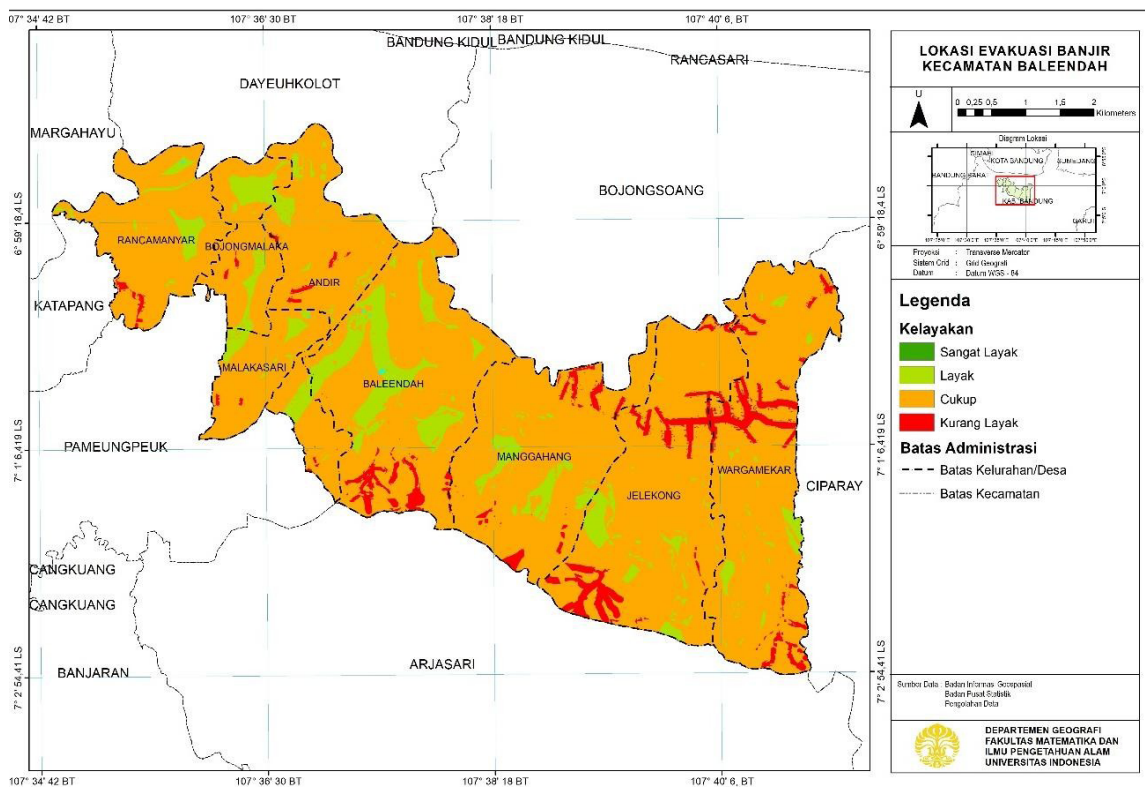 107° 34' 42 BT
107° 36' 30 BT
107° 38' 18 BT
107° 40' 6, BT
BANDUNG KIDUL
BANDUNG KIDUL
RANCASARI
DAYEUHKOLOT
MARGAHAYU
BOJONGSOANG
6° 59' 18,4 LS
6° 59' 18,4 LS
RANCAMANYAR
BOJONGMALAKA
ANDIR
KATAPANG
MALAKASARI
BALEENDAH
PAMEUNGPEUK
MANGGAHANG
JELEKONG
WARGAMEKAR
CIPARAY
7° 1' 6,419 LS
7° 1' 6,419 LS
CANGKUANG
CANGKUANG
BANJARAN
ARJASARI
7° 2' 54,41 LS
7° 2' 54,41 LS
107° 34' 42 BT
107° 36' 30 BT
107° 38' 18 BT
107° 40' 6, BT
LOKASI EVAKUASI BANJIR
KECAMATAN BALEENDAH
U
0 0,25 0,5 1 1,5 2
Kilometers
Diagram Lokasi
KOTA BANDUNG
KAB. BANDUNG
Proyeksi : Transverse Mercator
Sistem Grid : Grid Geografi
Datum : Datum WGS - 84
Legenda
Kelayakan
Sangat Layak
Layak
Cukup
Kurang Layak
Batas Administrasi
Batas Kelurahan/Desa
Batas Kecamatan
Sumber Data : Badan Informasi Geospasial
Badan Pusat Statistik
Pengolahan Data
DEPARTEMEN GEOGRAFI
FAKULTAS MATEMATIKA DAN
ILMU PENGETAHUAN ALAM
UNIVERSITAS INDONESIA